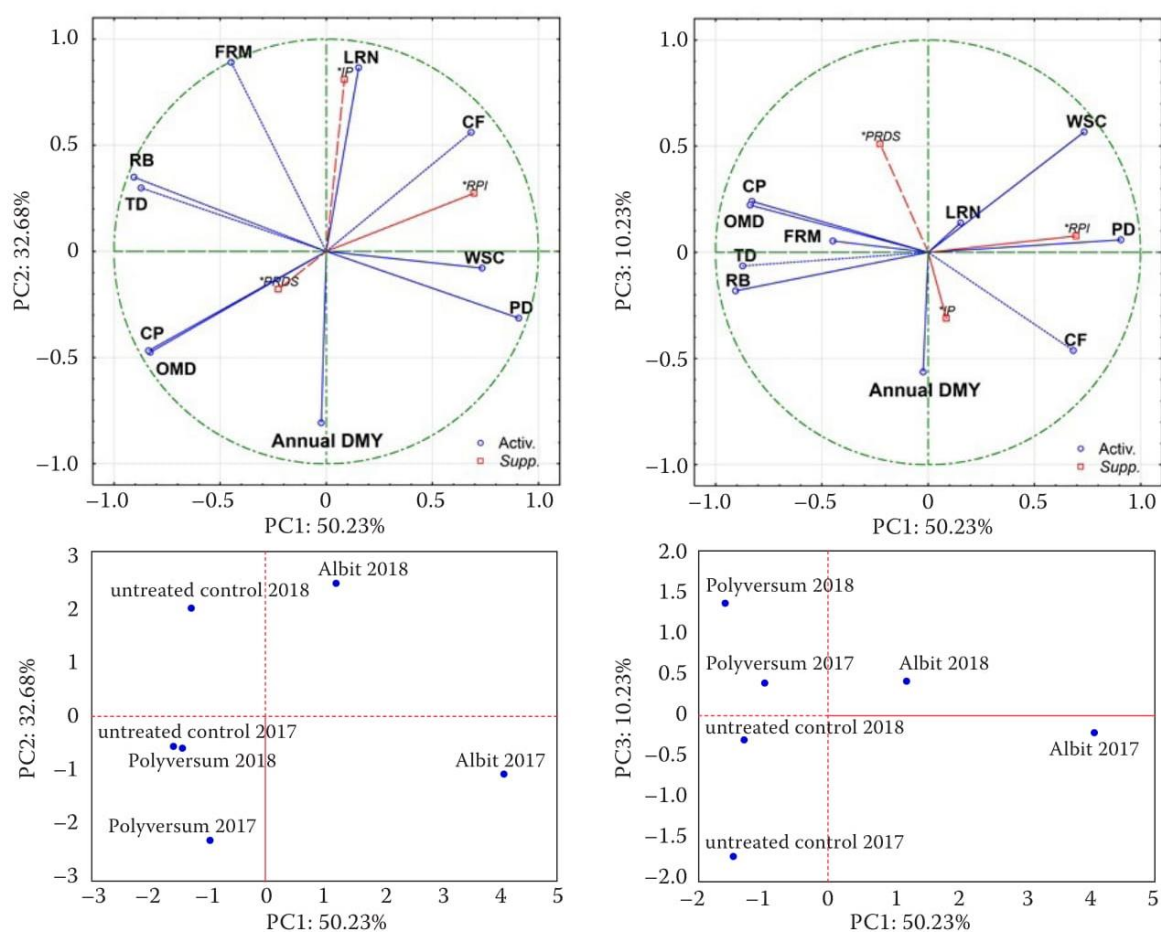 1.0
0.5
0
−0.5
−1.0
PC2: 32.68%
FRM
LRN
*IP
CF
RB
TD
*RPI
WSC
*PRDS
PD
CP
OMD
Annual DMY
Activ.
Supp.
−1.0 −0.5 0 0.5 1.0
PC1: 50.23%
1.0
0.5
0
−0.5
−1.0
PC3: 10.23%
WSC
*PRDS
CP
OMD
LRN
FRM
*RPI
PD
TD
RB
*IP
CF
Annual DMY
Activ.
Supp.
−1.0 −0.5 0 0.5 1.0
PC1: 50.23%
3
2
1
0
−1
−2
−3
PC2: 32.68%
Albit 2018
untreated control 2018
untreated control 2017
Polyversum 2018
Albit 2017
Polyversum 2017
−3 −2 −1 0 1 2 3 4 5
PC1: 50.23%
2.0
1.5
1.0
0.5
0
−0.5
−1.0
−1.5
−2.0
PC3: 10.23%
Polyversum 2018
Polyversum 2017
Albit 2018
untreated control 2018
Albit 2017
untreated control 2017
−2 −1 0 1 2 3 4 5
PC1: 50.23%